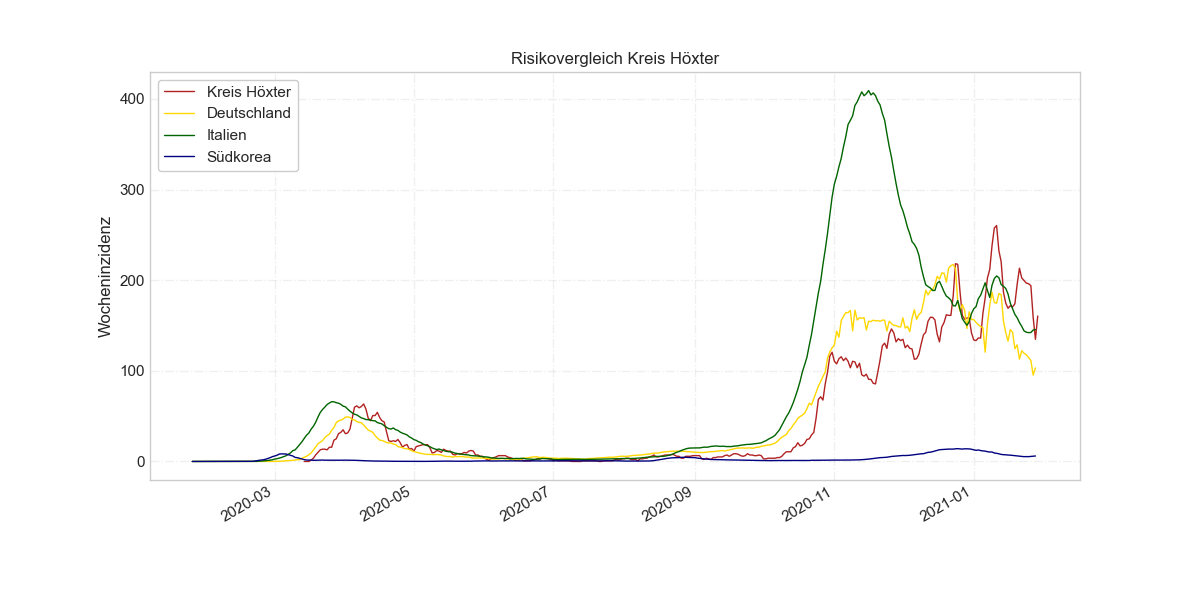 Risikovergleich Kreis Höxter
Kreis Höxter
Deutschland
Italien
Südkorea
Wocheninzidenz
400
300
200
100
0
2020-03
2020-05
2020-07
2020-09
2020-11
2021-01